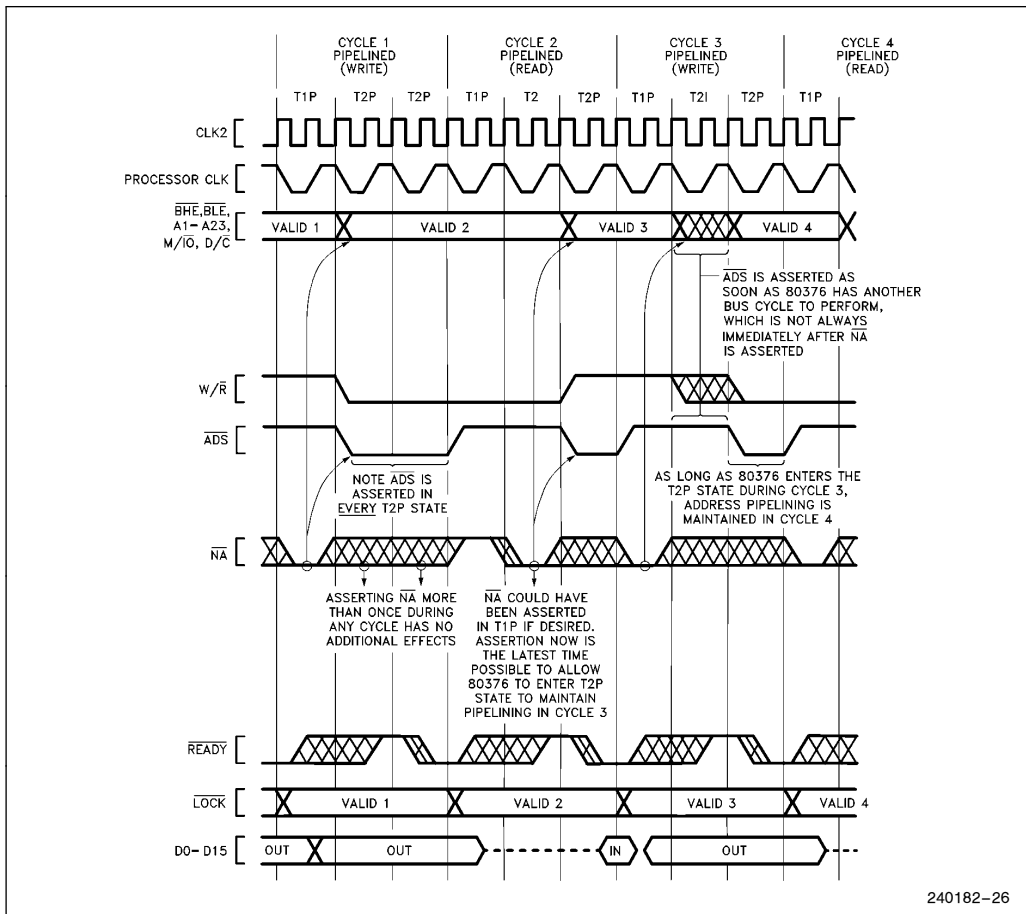 CYCLE 1
PIPELINED
(WRITE)
CYCLE 2
PIPELINED
(READ)
CYCLE 3
PIPELINED
(WRITE)
CYCLE 4
PIPELINED
(READ)
T1P T2P T2P T1P T2 T2P T1P T2I T2P T1P
CLK2
PROCESSOR CLK
BHE, BLE,
A1-A23,
M/IO, D/C
VALID 1 VALID 2 VALID 3 VALID 4
ADS IS ASSERTED AS
SOON AS 80376 HAS ANOTHER
BUS CYCLE TO PERFORM,
WHICH IS NOT ALWAYS
IMMEDIATELY AFTER NA
IS ASSERTED
W/R
ADS
NOTE ADS IS
ASSERTED IN
EVERY T2P STATE
AS LONG AS 80376 ENTERS THE
T2P STATE DURING CYCLE 3,
ADDRESS PIPELINING IS
MAINTAINED IN CYCLE 4
NA
ASSERTING NA MORE
THAN ONCE DURING
ANY CYCLE HAS NO
ADDITIONAL EFFECTS
NA COULD HAVE
BEEN ASSERTED
IN T1P IF DESIRED.
ASSERTION NOW IS
THE LATEST TIME
POSSIBLE TO ALLOW
80376 TO ENTER T2P
STATE TO MAINTAIN
PIPELINING IN CYCLE 3
READY
LOCK
VALID 1 VALID 2 VALID 3 VALID 4
D0-D15
OUT OUT IN OUT
240182-26